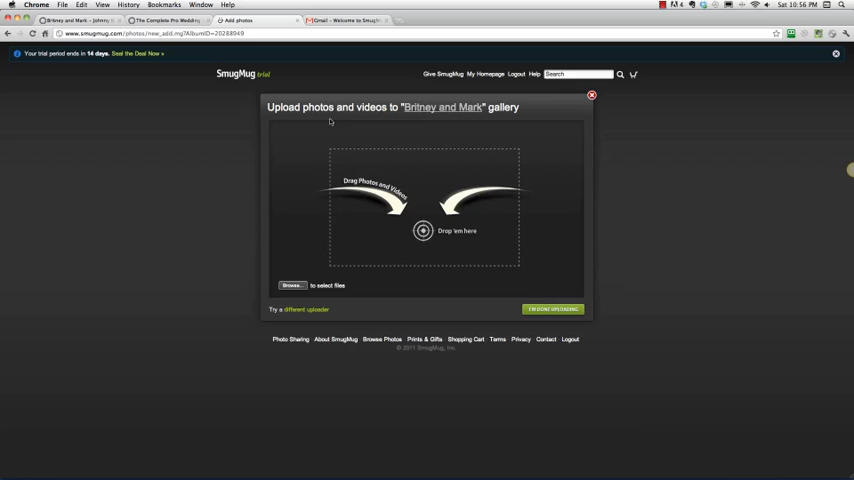 Chrome File Edit View History Bookmarks Window Help
4 Sat 10:56 PM
Britney and Mark - Johnny
The Complete Pro Wedding
Add photos
Gmail - Welcome to SmugM
www.smugmug.com/photos/new_add.mg?AlbumID=20288949
Your trial period ends in 14 days. Seal the Deal Now »
SmugMug trial
Give SmugMug My Homepage Logout Help Search
Upload photos and videos to "Britney and Mark" gallery
Drag Photos and Videos
Drop 'em here
Browse... to select files
Try a different uploader
I'M DONE UPLOADING
Photo Sharing About SmugMug Browse Photos Prints & Gifts Shopping Cart Terms Privacy Contact Logout
© 2011 SmugMug, Inc.